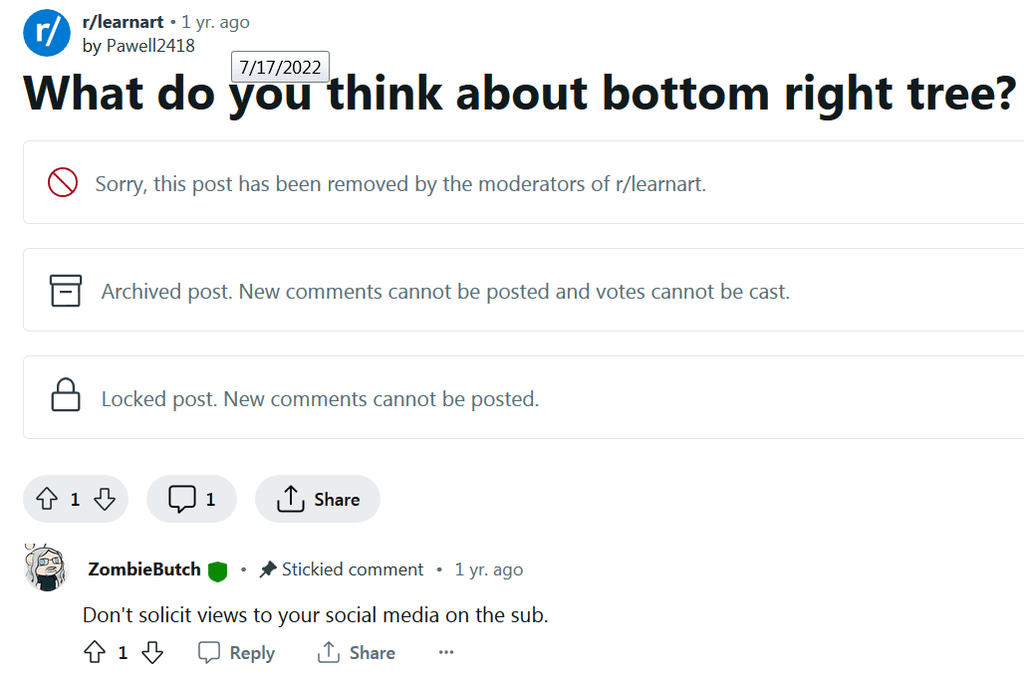 r/ r/learnart • 1 yr. ago
by Pawell2418
7/17/2022
What do you think about bottom right tree?
Sorry, this post has been removed by the moderators of r/learnart.
Archived post. New comments cannot be posted and votes cannot be cast.
Locked post. New comments cannot be posted.
1 1 Share
ZombieButch • Stickied comment • 1 yr. ago
Don't solicit views to your social media on the sub.
1 Reply Share ...